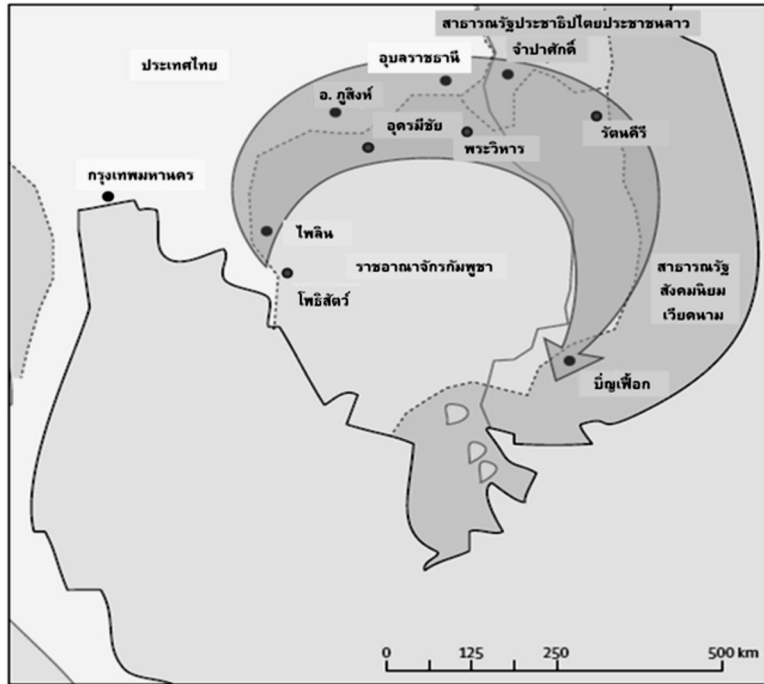 สาธารณรัฐประชาธิปไตยประชาชนลาว
จำปาศักดิ์
ประเทศไทย
อุบลราชธานี
อ. ภูสิงห์
อุดรมีชัย
พระวิหาร
รัตนคีรี
กรุงเทพมหานคร
ไพลิน
ราชอาณาจักรกัมพูชา
โพธิสัตว์
สาธารณรัฐ
สังคมนิยม
เวียดนาม
บิ่ญเฟื้อก
0 125 250 500 km